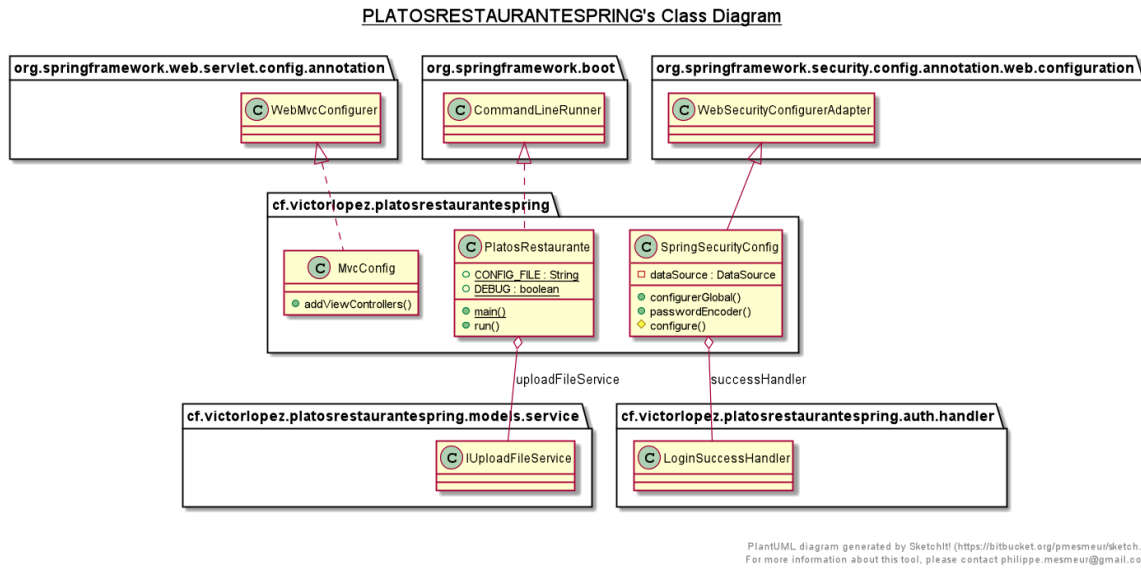 PLATOSRESTAURANTESPRING's Class Diagram
org.springframework.web.servlet.config.annotation
org.springframework.boot
org.springframework.security.config.annotation.web.configuration
C WebMvcConfigurer
C CommandLineRunner
C WebSecurityConfigurerAdapter
cf.victorlopez.platosrestaurantespring
C MvcConfig
addViewControllers()
C PlatosRestaurante
CONFIG_FILE : String
DEBUG : boolean
main()
run()
C SpringSecurityConfig
dataSource : DataSource
configurerGlobal()
passwordEncoder()
configure()
uploadFileService
successHandler
cf.victorlopez.platosrestaurantespring.models.service
cf.victorlopez.platosrestaurantespring.auth.handler
C IUploadFileService
C LoginSuccessHandler
PlantUML diagram generated by SketchIt! (https://bitbucket.org/pmesmeur/sketch.
For more information about this tool, please contact philippe.mesmeur@gmail.co